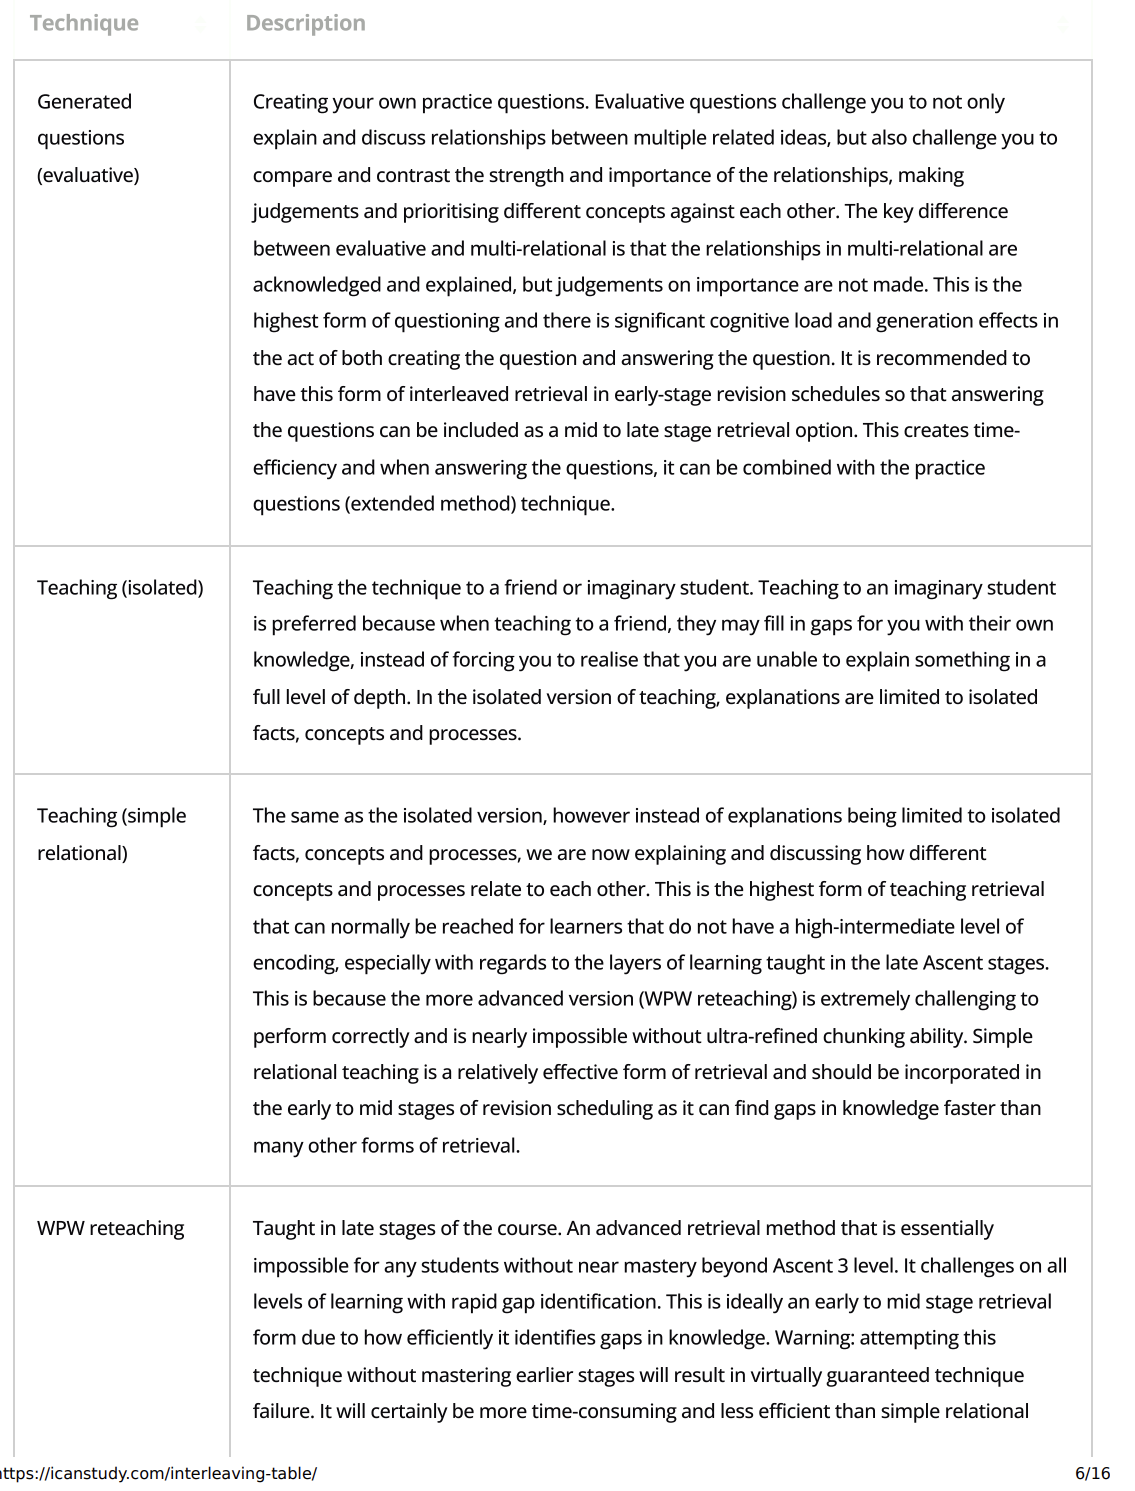 Technique Description
Generated
questions
(evaluative)
Creating your own practice questions. Evaluative questions challenge you to not only
explain and discuss relationships between multiple related ideas, but also challenge you to
compare and contrast the strength and importance of the relationships, making
judgements and prioritising different concepts against each other. The key difference
between evaluative and multi-relational is that the relationships in multi-relational are
acknowledged and explained, but judgements on importance are not made. This is the
highest form of questioning and there is significant cognitive load and generation effects in
the act of both creating the question and answering the question. It is recommended to
have this form of interleaved retrieval in early-stage revision schedules so that answering
the questions can be included as a mid to late stage retrieval option. This creates time-
efficiency and when answering the questions, it can be combined with the practice
questions (extended method) technique.
Teaching (isolated)
Teaching the technique to a friend or imaginary student. Teaching to an imaginary student
is preferred because when teaching to a friend, they may fill in gaps for you with their own
knowledge, instead of forcing you to realise that you are unable to explain something in a
full level of depth. In the isolated version of teaching, explanations are limited to isolated
facts, concepts and processes.
Teaching (simple
relational)
The same as the isolated version, however instead of explanations being limited to isolated
facts, concepts and processes, we are now explaining and discussing how different
concepts and processes relate to each other. This is the highest form of teaching retrieval
that can normally be reached for learners that do not have a high-intermediate level of
encoding, especially with regards to the layers of learning taught in the late Ascent stages.
This is because the more advanced version (WPW reteaching) is extremely challenging to
perform correctly and is nearly impossible without ultra-refined chunking ability. Simple
relational teaching is a relatively effective form of retrieval and should be incorporated in
the early to mid stages of revision scheduling as it can find gaps in knowledge faster than
many other forms of retrieval.
WPW reteaching
Taught in late stages of the course. An advanced retrieval method that is essentially
impossible for any students without near mastery beyond Ascent 3 level. It challenges on all
levels of learning with rapid gap identification. This is ideally an early to mid stage retrieval
form due to how efficiently it identifies gaps in knowledge. Warning: attempting this
technique without mastering earlier stages will result in virtually guaranteed technique
failure. It will certainly be more time-consuming and less efficient than simple relational
ttps://icanstudy.com/interleaving-table/ 6/16